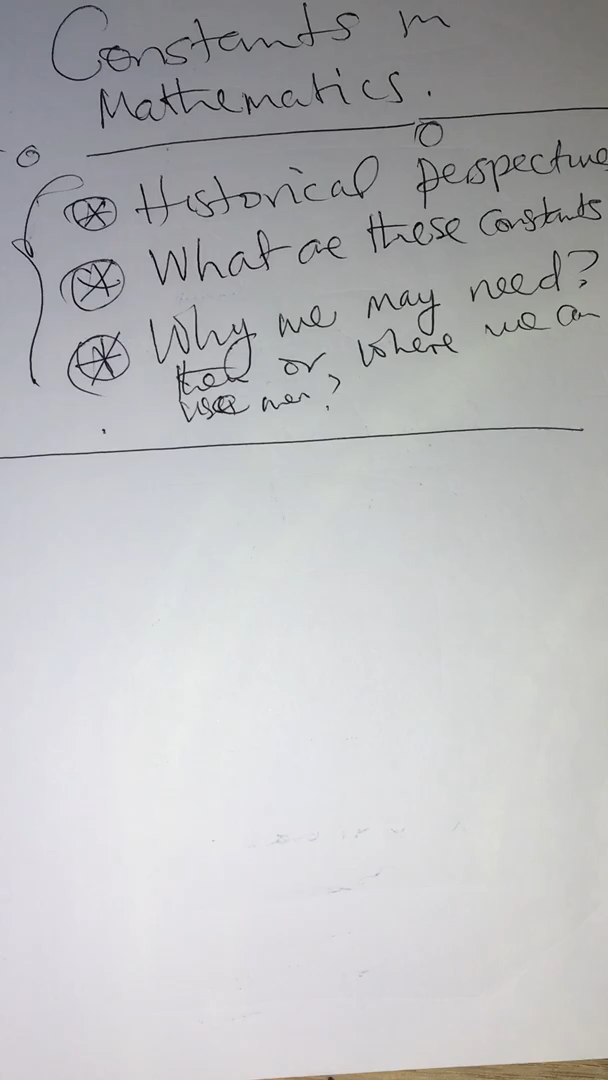 Constants in
Mathematics.
Historical perspective
What are these constants
Why we may need?
them or, where we can
use them?